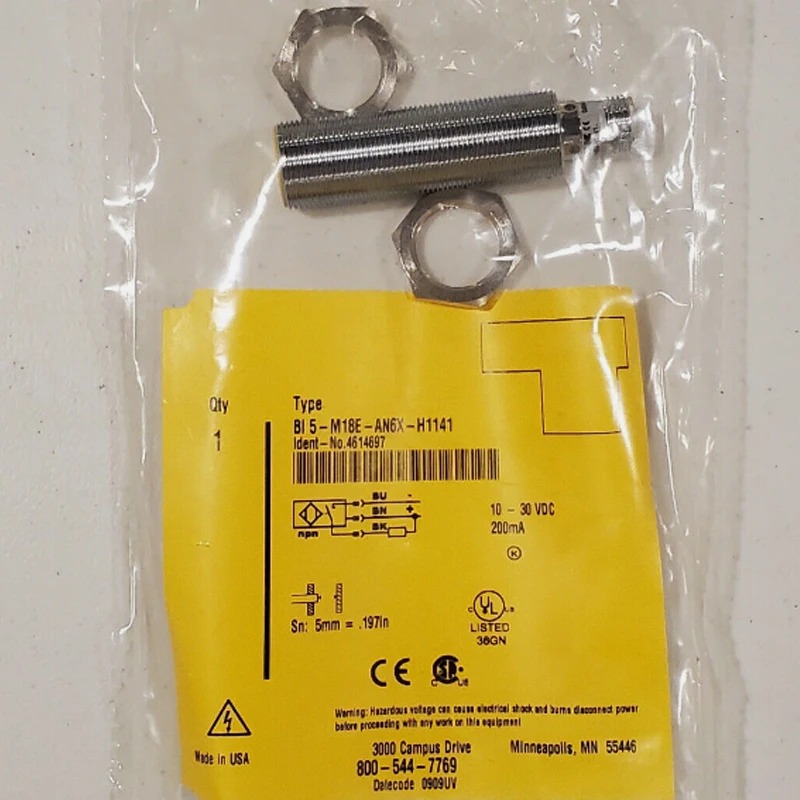 Qty
1
Type
BI 5-M18E-AN6X-H1141
Ident-No.4614697
BU -
BN +
BK
npn
10 - 30 VDC
200mA
K
Sn: 5mm = .197in
C UL US
LISTED
36GN
CE
C US
Warning: Hazardous voltage can cause electrical shock and burns disconnect power
before proceeding with any work on this equipment
Made in USA
3000 Campus Drive Minneapolis, MN 55446
800-544-7769
Datecode 0909UV